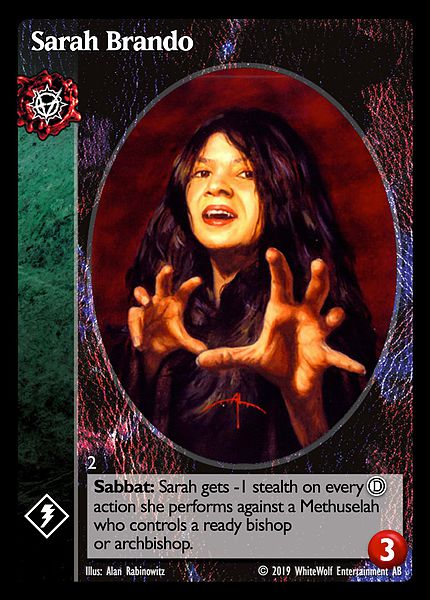 Sarah Brando
2
Sabbat: Sarah gets -1 stealth on every D
action she performs against a Methuselah
who controls a ready bishop
or archbishop.
3
Illus: Alan Rabinowitz © 2019 WhiteWolf Entertainment AB